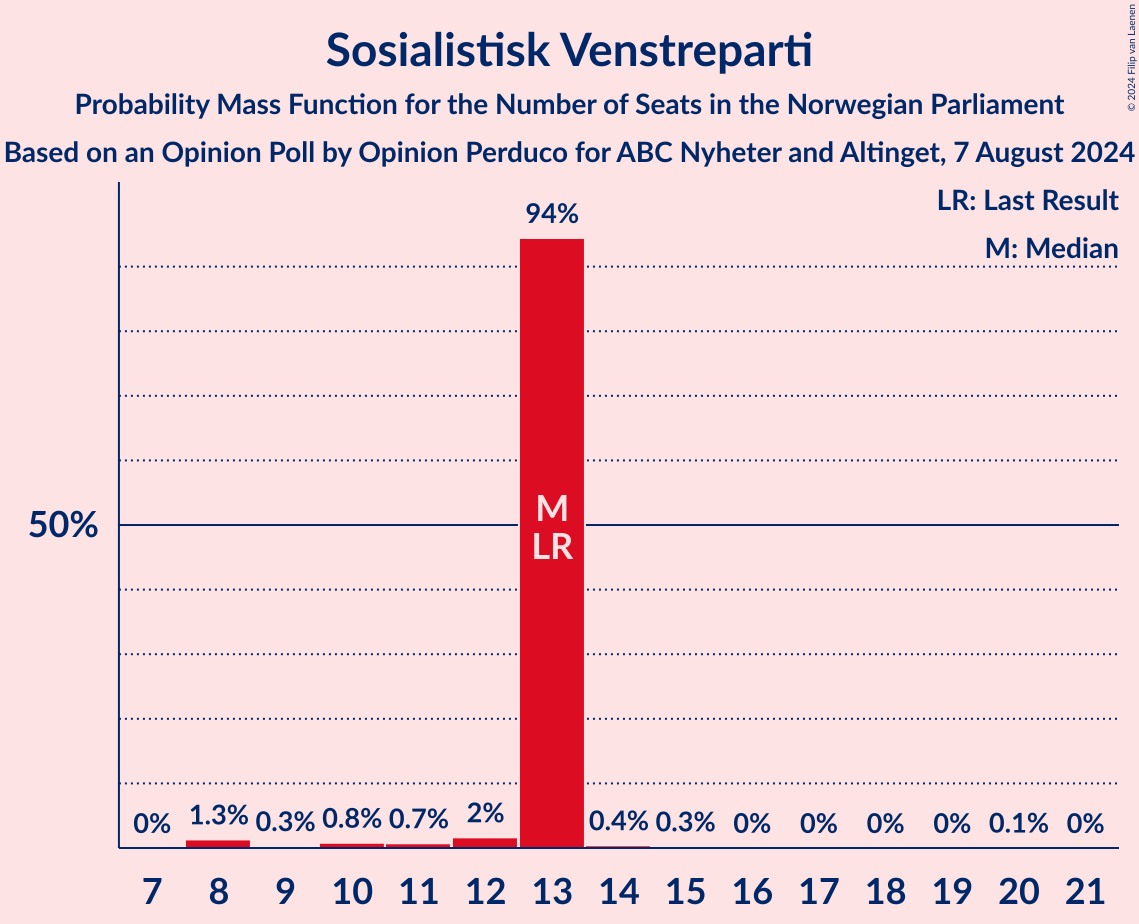 Sosialistisk Venstreparti
Probability Mass Function for the Number of Seats in the Norwegian Parliament
Based on an Opinion Poll by Opinion Perduco for ABC Nyheter and Altinget, 7 August 2024
© 2024 Filip van Laenen
LR: Last Result
M: Median
94%
50%
M
LR
0% 1.3% 0.3% 0.8% 0.7% 2% 0.4% 0.3% 0% 0% 0% 0% 0.1% 0%
7 8 9 10 11 12 13 14 15 16 17 18 19 20 21